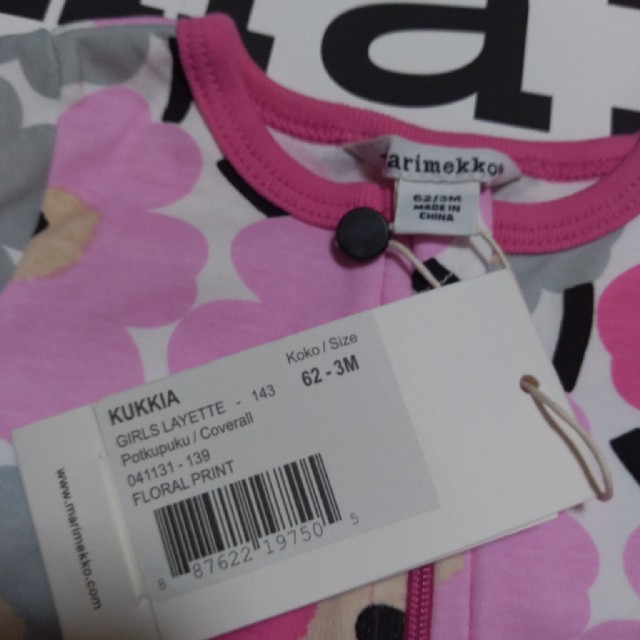 marimekko®
62/3M
MADE IN
CHINA
Koko / Size
62 - 3M
KUKKIA
GIRLS LAYETTE - 143
Potkupuku / Coverall
041131 - 139
FLORAL PRINT
8 87622 19750 5
www.marimekko.com